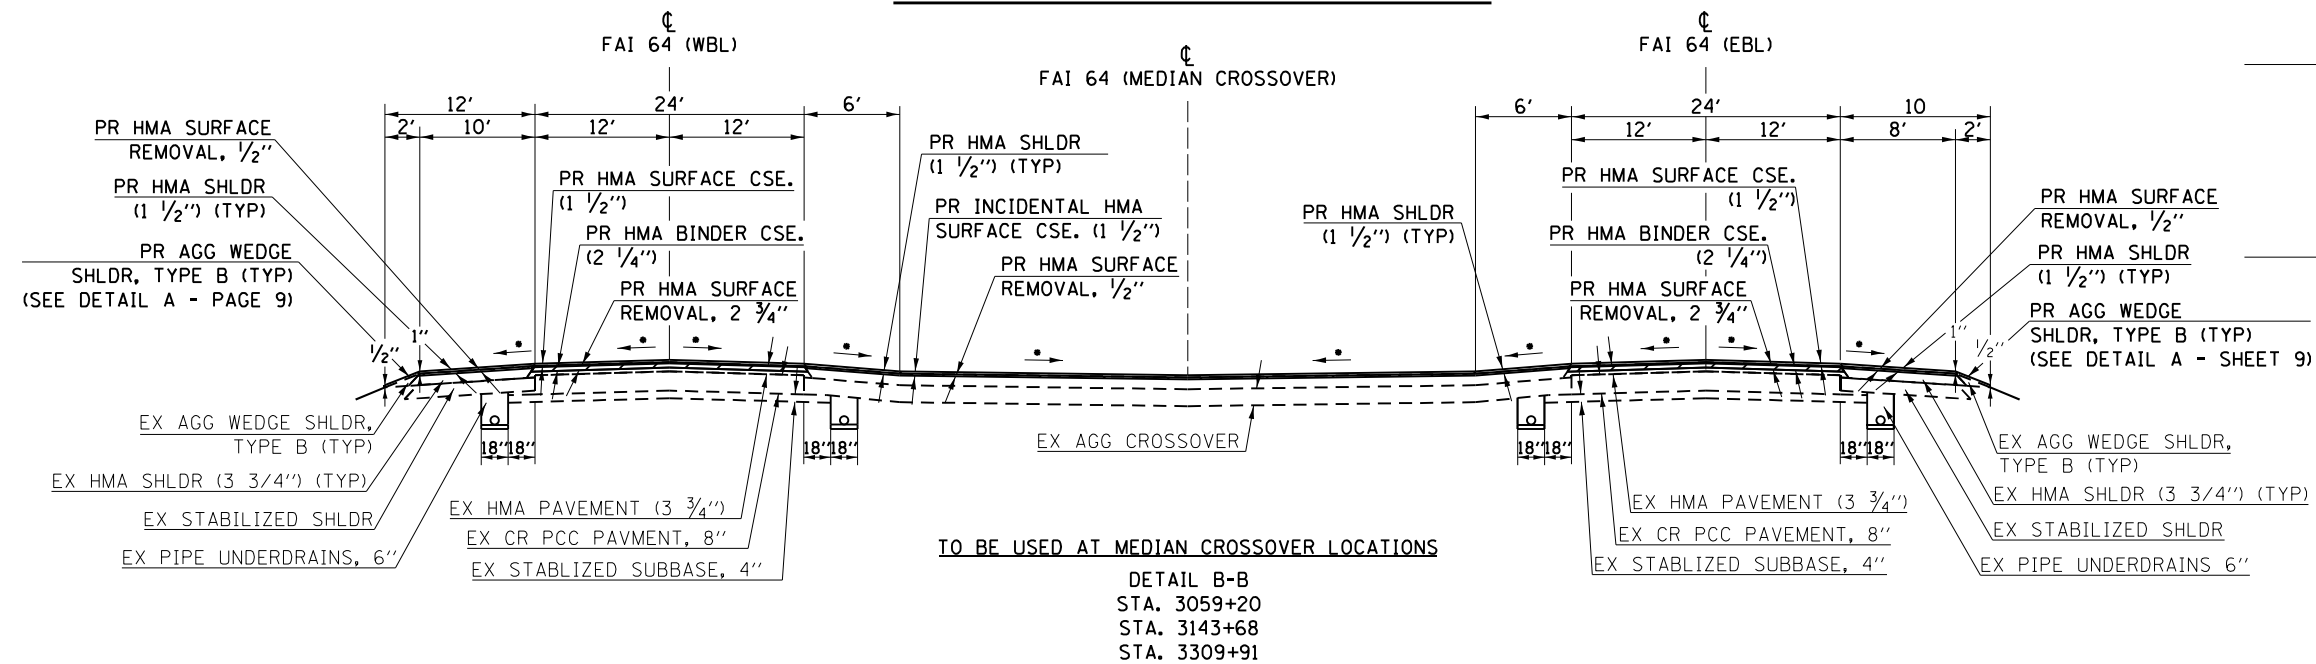 ℄
FAI 64 (WBL)
℄
FAI 64 (MEDIAN CROSSOVER)
℄
FAI 64 (EBL)
12'
24'
6'
2'
10'
12'
12'
6'
24'
10
12'
12'
8'
2'
PR HMA SURFACE
REMOVAL, 1/2"
PR HMA SHLDR
(1 1/2") (TYP)
PR AGG WEDGE
SHLDR, TYPE B (TYP)
(SEE DETAIL A - PAGE 9)
PR HMA SURFACE CSE.
(1 1/2")
PR HMA BINDER CSE.
(2 1/4")
PR HMA SURFACE
REMOVAL, 2 3/4"
PR HMA SHLDR
(1 1/2") (TYP)
PR INCIDENTAL HMA
SURFACE CSE. (1 1/2")
PR HMA SURFACE
REMOVAL, 1/2"
PR HMA SHLDR
(1 1/2") (TYP)
PR HMA SURFACE CSE.
(1 1/2")
PR HMA BINDER CSE.
(2 1/4")
PR HMA SURFACE
REMOVAL, 2 3/4"
PR HMA SURFACE
REMOVAL, 1/2"
PR HMA SHLDR
(1 1/2") (TYP)
PR AGG WEDGE
SHLDR, TYPE B (TYP)
(SEE DETAIL A - SHEET 9)
1/2"
1"
*
*
*
*
*
*
*
*
*
*
1"
1/2"
EX AGG WEDGE SHLDR,
TYPE B (TYP)
EX HMA SHLDR (3 3/4") (TYP)
EX STABILIZED SHLDR
EX PIPE UNDERDRAINS, 6"
18"
18"
18"
18"
EX HMA PAVEMENT (3 3/4")
EX CR PCC PAVMENT, 8"
EX STABLIZED SUBBASE, 4"
EX AGG CROSSOVER
18"
18"
18"
18"
EX HMA PAVEMENT (3 3/4")
EX CR PCC PAVEMENT, 8"
EX STABLIZED SUBBASE, 4"
EX AGG WEDGE SHLDR,
TYPE B (TYP)
EX HMA SHLDR (3 3/4") (TYP)
EX STABILIZED SHLDR
EX PIPE UNDERDRAINS 6"
TO BE USED AT MEDIAN CROSSOVER LOCATIONS
DETAIL B-B
STA. 3059+20
STA. 3143+68
STA. 3309+91